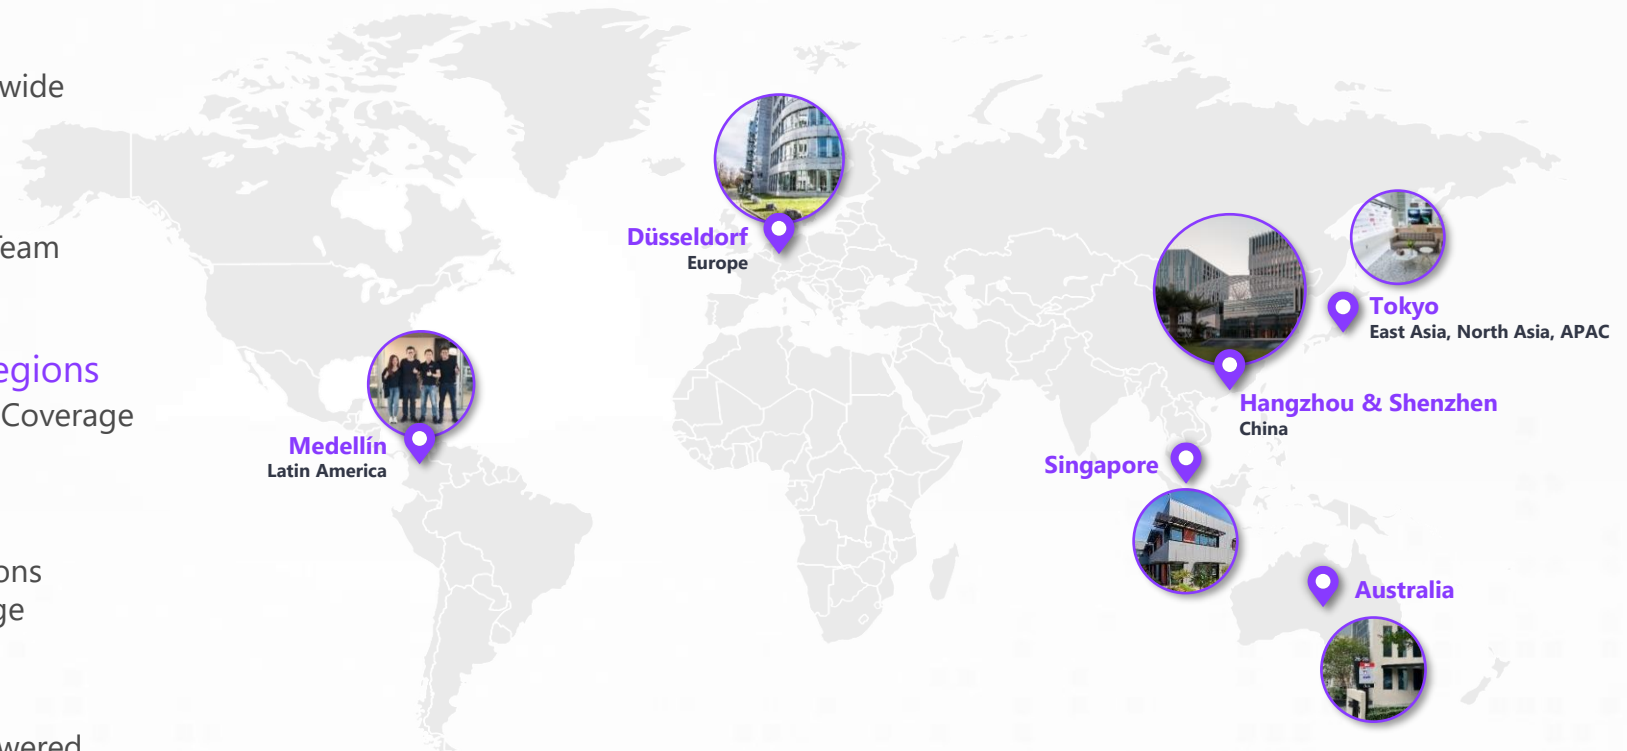 wide
Team
egions
Coverage
ons
ge
wered
Düsseldorf
Europe
Tokyo
East Asia, North Asia, APAC
Hangzhou & Shenzhen
China
Medellín
Latin America
Singapore
Australia